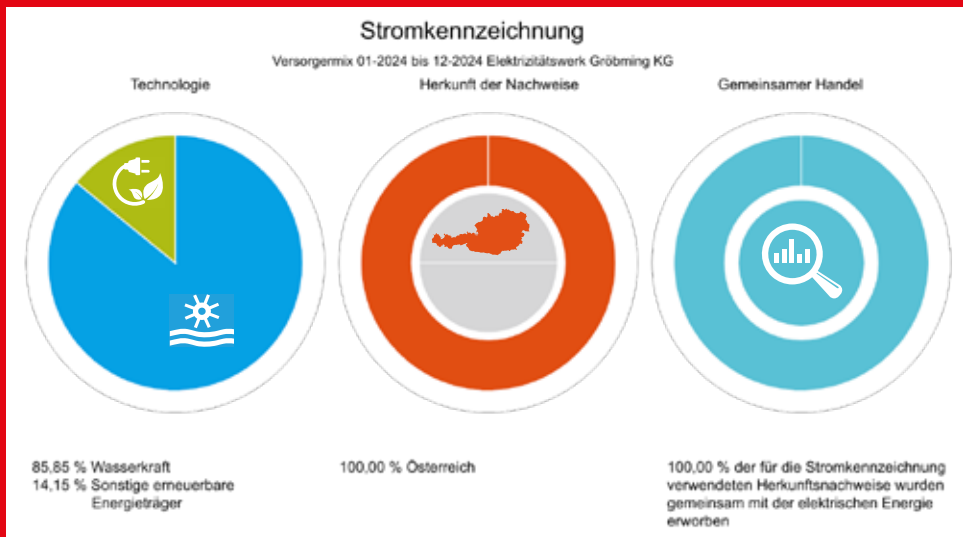 Stromkennzeichnung
Versorgermix 01-2024 bis 12-2024 Elektrizitätswerk Gröbming KG
Technologie
Herkunft der Nachweise
Gemeinsamer Handel
85,85 % Wasserkraft
14,15 % Sonstige erneuerbare
Energieträger
100,00 % Österreich
100,00 % der für die Stromkennzeichnung
verwendeten Herkunftsnachweise wurden
gemeinsam mit der elektrischen Energie
erworben